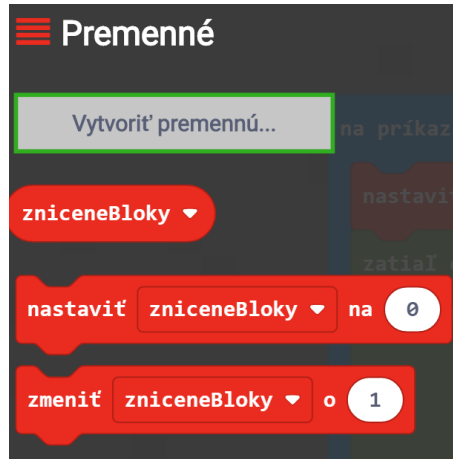 Premenné
Vytvoriť premennú...
na príkaz
zniceneBloky
nastaviť
zatiaľ
nastaviť zniceneBloky na 0
zmeniť zniceneBloky o 1